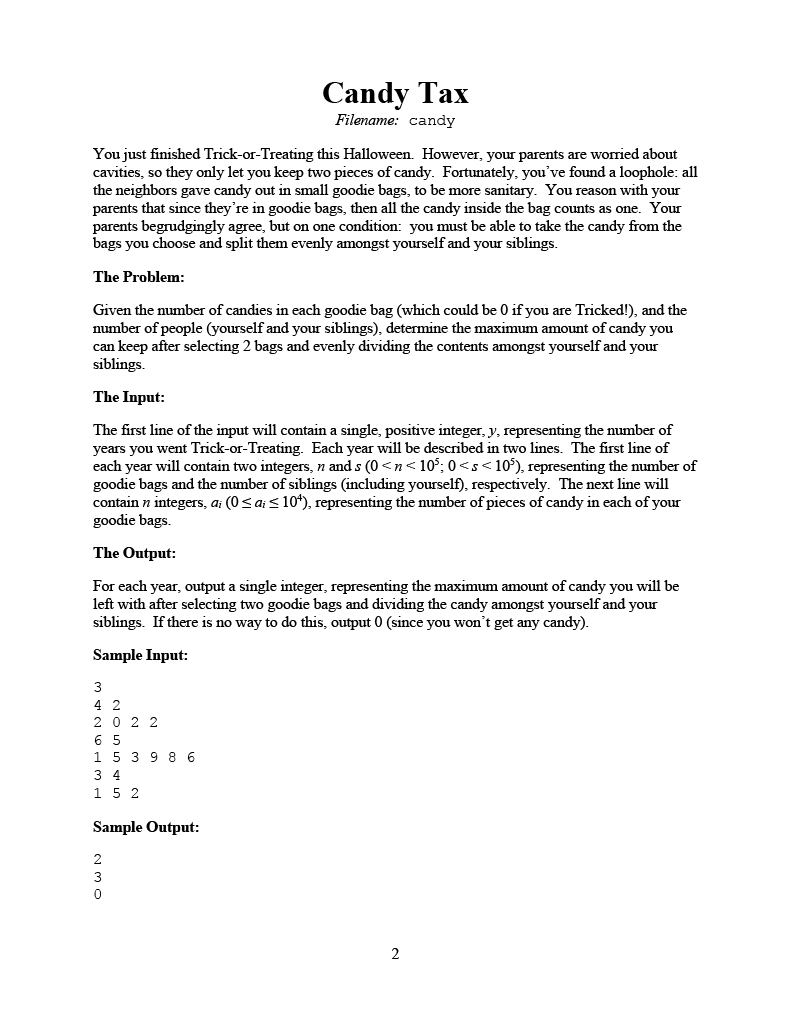 Candy Tax
Filename: candy
You just finished Trick-or-Treating this Halloween. However, your parents are worried about
cavities, so they only let you keep two pieces of candy. Fortunately, you’ve found a loophole: all
the neighbors gave candy out in small goodie bags, to be more sanitary. You reason with your
parents that since they’re in goodie bags, then all the candy inside the bag counts as one. Your
parents begrudgingly agree, but on one condition: you must be able to take the candy from the
bags you choose and split them evenly amongst yourself and your siblings.
The Problem:
Given the number of candies in each goodie bag (which could be 0 if you are Tricked!), and the
number of people (yourself and your siblings), determine the maximum amount of candy you
can keep after selecting 2 bags and evenly dividing the contents amongst yourself and your
siblings.
The Input:
The first line of the input will contain a single, positive integer, y, representing the number of
years you went Trick-or-Treating. Each year will be described in two lines. The first line of
each year will contain two integers, n and s (0 < n < 10⁵; 0 < s < 10⁵), representing the number of
goodie bags and the number of siblings (including yourself), respectively. The next line will
contain n integers, aᵢ (0 ≤ aᵢ ≤ 10⁴), representing the number of pieces of candy in each of your
goodie bags.
The Output:
For each year, output a single integer, representing the maximum amount of candy you will be
left with after selecting two goodie bags and dividing the candy amongst yourself and your
siblings. If there is no way to do this, output 0 (since you won’t get any candy).
Sample Input:
3
4 2
2 0 2 2
6 5
1 5 3 9 8 6
3 4
1 5 2
Sample Output:
2
3
0
2